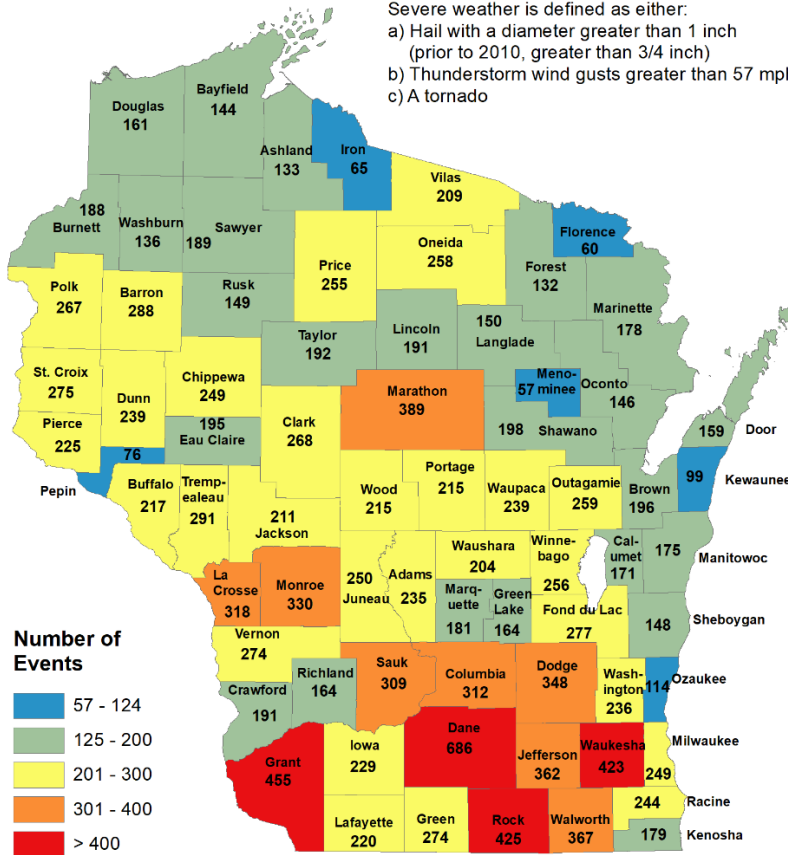 Severe weather is defined as either:
a) Hail with a diameter greater than 1 inch
(prior to 2010, greater than 3/4 inch)
b) Thunderstorm wind gusts greater than 57 mpl
c) A tornado
Douglas
161
Bayfield
144
Ashland
133
Iron
65
Vilas
209
188
Burnett
Washburn
136
Sawyer
189
Price
255
Oneida
258
Florence
60
Forest
132
Marinette
178
Polk
267
Barron
288
Rusk
149
Taylor
192
Lincoln
191
150
Langlade
Meno-
minee
57
Oconto
146
St. Croix
275
Dunn
239
Chippewa
249
Marathon
389
Pierce
225
195
Eau Claire
Clark
268
198
Shawano
159
Door
76
Pepin
Buffalo
217
Tremp-
ealeau
291
211
Jackson
Wood
215
Portage
215
Waupaca
239
Outagamie
259
Brown
196
99
Kewaunee
La
Crosse
318
Monroe
330
250
Juneau
Adams
235
Waushara
204
Winne-
bago
256
Cal-
umet
171
175
Manitowoc
Marq-
uette
181
Green
Lake
164
Fond du Lac
277
148
Sheboygan
Vernon
274
Number of
Events
57 - 124
125 - 200
201 - 300
301 - 400
> 400
Crawford
191
Richland
164
Sauk
309
Columbia
312
Dodge
348
Wash-
ington
236
114
Ozaukee
Grant
455
Iowa
229
Dane
686
Jefferson
362
Waukesha
423
Milwaukee
249
Lafayette
220
Green
274
Rock
425
Walworth
367
244
Racine
179
Kenosha